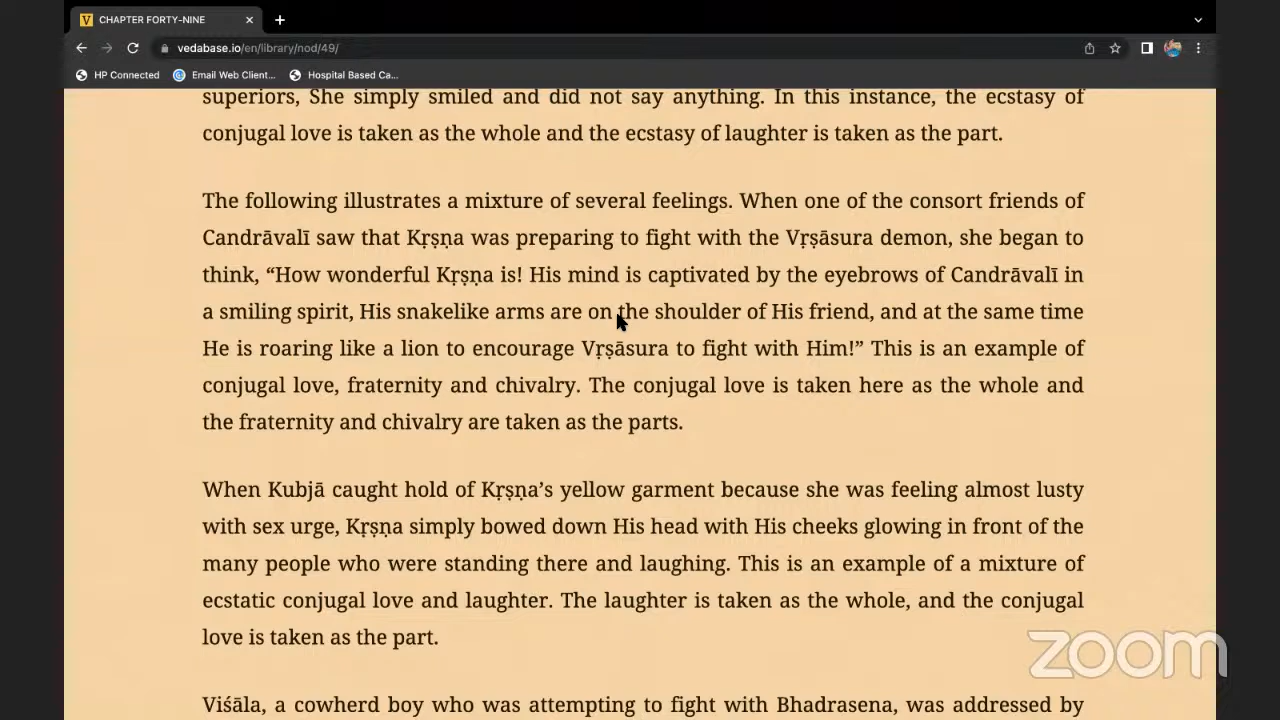 CHAPTER FORTY-NINE
vedabase.io/en/library/nod/49/
HP Connected
Email Web Client...
Hospital Based Ca...
superiors, She simply smiled and did not say anything. In this instance, the ecstasy of
conjugal love is taken as the whole and the ecstasy of laughter is taken as the part.
The following illustrates a mixture of several feelings. When one of the consort friends of
Candrāvalī saw that Kṛṣṇa was preparing to fight with the Vṛṣāsura demon, she began to
think, “How wonderful Kṛṣṇa is! His mind is captivated by the eyebrows of Candrāvalī in
a smiling spirit, His snakelike arms are on the shoulder of His friend, and at the same time
He is roaring like a lion to encourage Vṛṣāsura to fight with Him!” This is an example of
conjugal love, fraternity and chivalry. The conjugal love is taken here as the whole and
the fraternity and chivalry are taken as the parts.
When Kubjā caught hold of Kṛṣṇa’s yellow garment because she was feeling almost lusty
with sex urge, Kṛṣṇa simply bowed down His head with His cheeks glowing in front of the
many people who were standing there and laughing. This is an example of a mixture of
ecstatic conjugal love and laughter. The laughter is taken as the whole, and the conjugal
love is taken as the part.
Viśāla, a cowherd boy who was attempting to fight with Bhadrasena, was addressed by
zoom